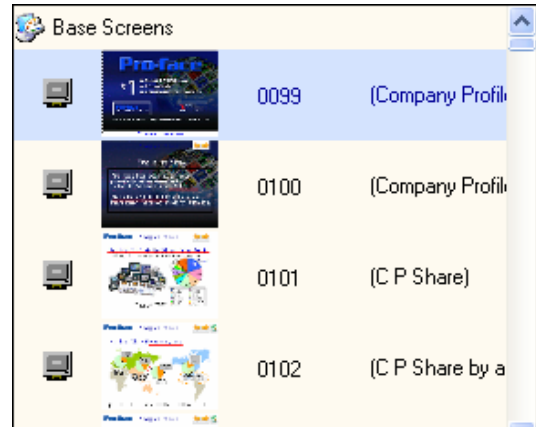 Base Screens
Pro-face
0099 (Company Profil
0100 (Company Profil
0101 (C P Share)
0102 (C P Share by a